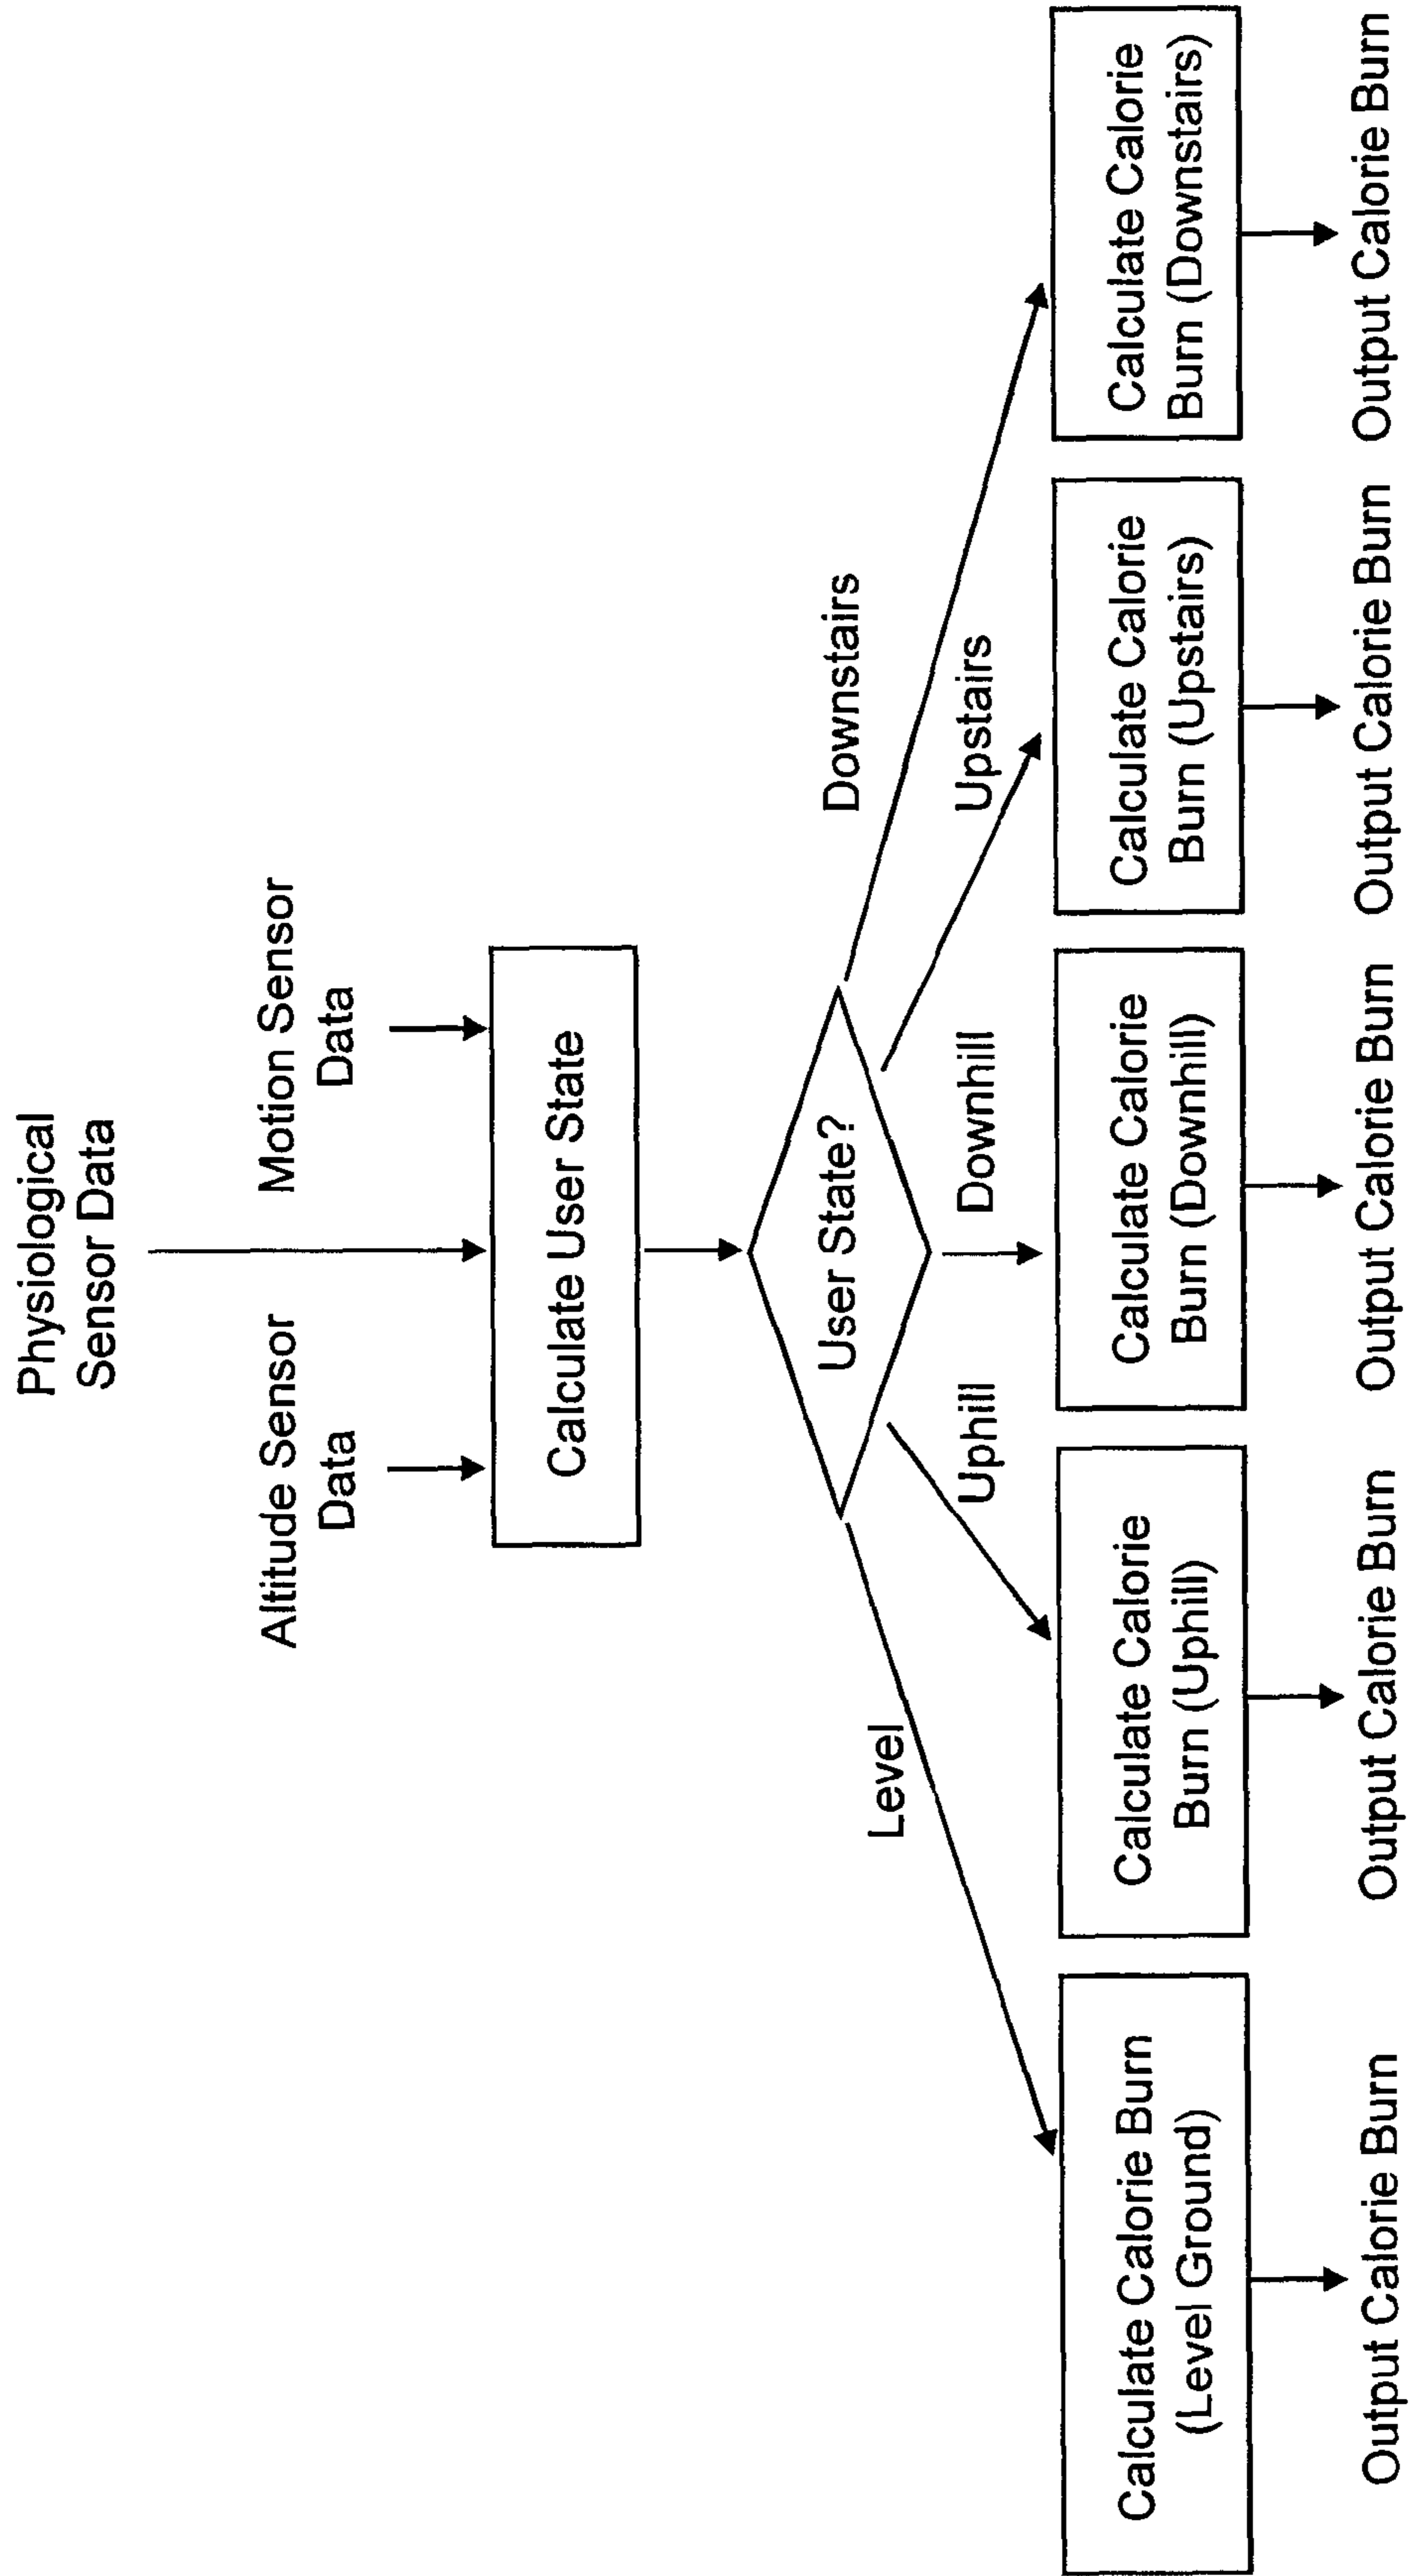 Physiological
Sensor Data
Altitude Sensor
Data
Motion Sensor
Data
Calculate User State
User State?
Level
Uphill
Downhill
Upstairs
Downstairs
Calculate Calorie Burn
(Level Ground)
Calculate Calorie
Burn (Uphill)
Calculate Calorie
Burn (Downhill)
Calculate Calorie
Burn (Upstairs)
Calculate Calorie
Burn (Downstairs)
Output Calorie Burn
Output Calorie Burn
Output Calorie Burn
Output Calorie Burn
Output Calorie Burn